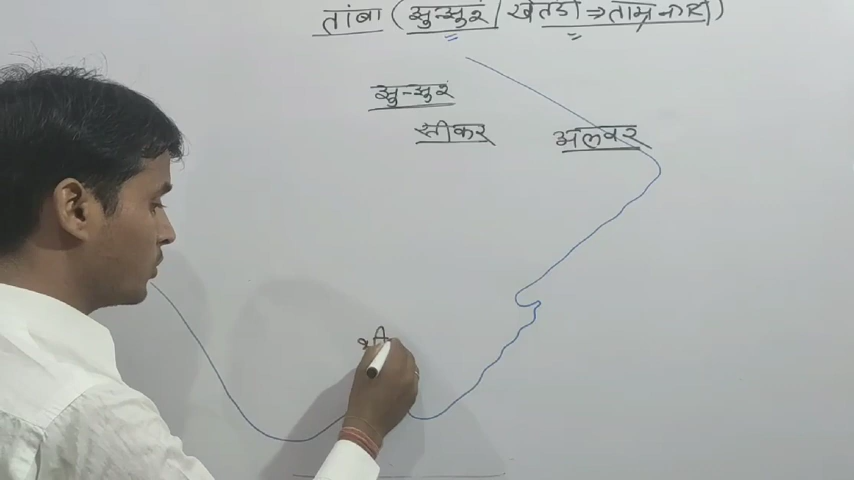 तांबा (झुन्झुनूं / खेतड़ी ⇒ ताम्र नगरी)
झुन्झुनूं
सीकर
अलवर